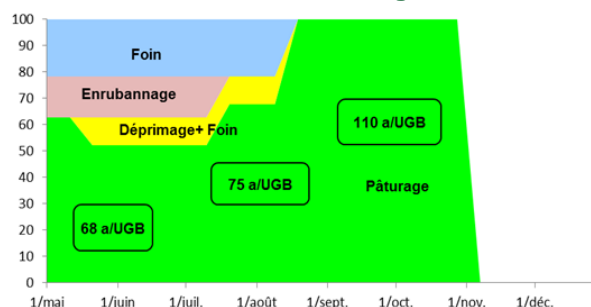 100
90
80
70
60
50
40
30
20
10
0
Foin
Enrubannage
Déprimage+ Foin
110 a/UGB
75 a/UGB
Pâturage
68 a/UGB
1/mai 1/juin 1/juil. 1/août 1/sept. 1/oct. 1/nov. 1/déc.